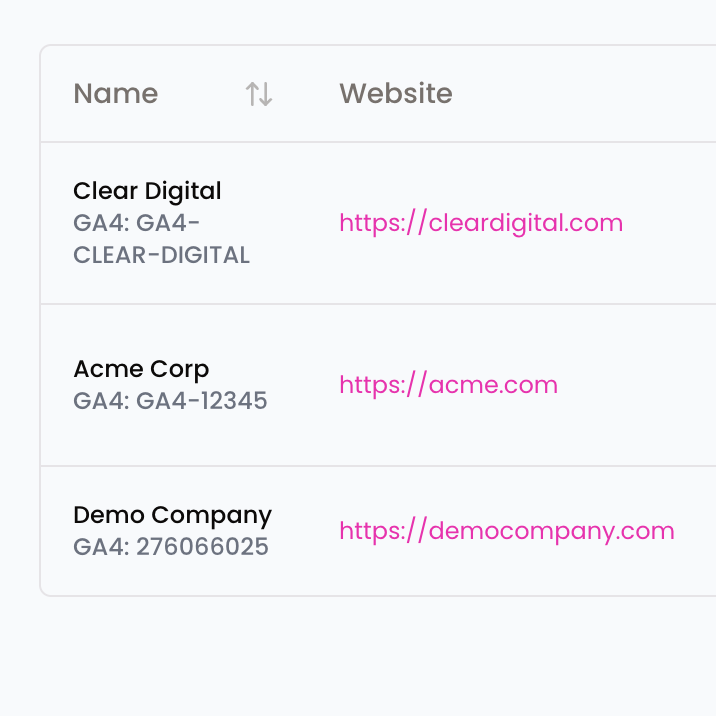 Name Website
Clear Digital
GA4: GA4-
CLEAR-DIGITAL
https://cleardigital.com
Acme Corp
GA4: GA4-12345
https://acme.com
Demo Company
GA4: 276066025
https://democompany.com